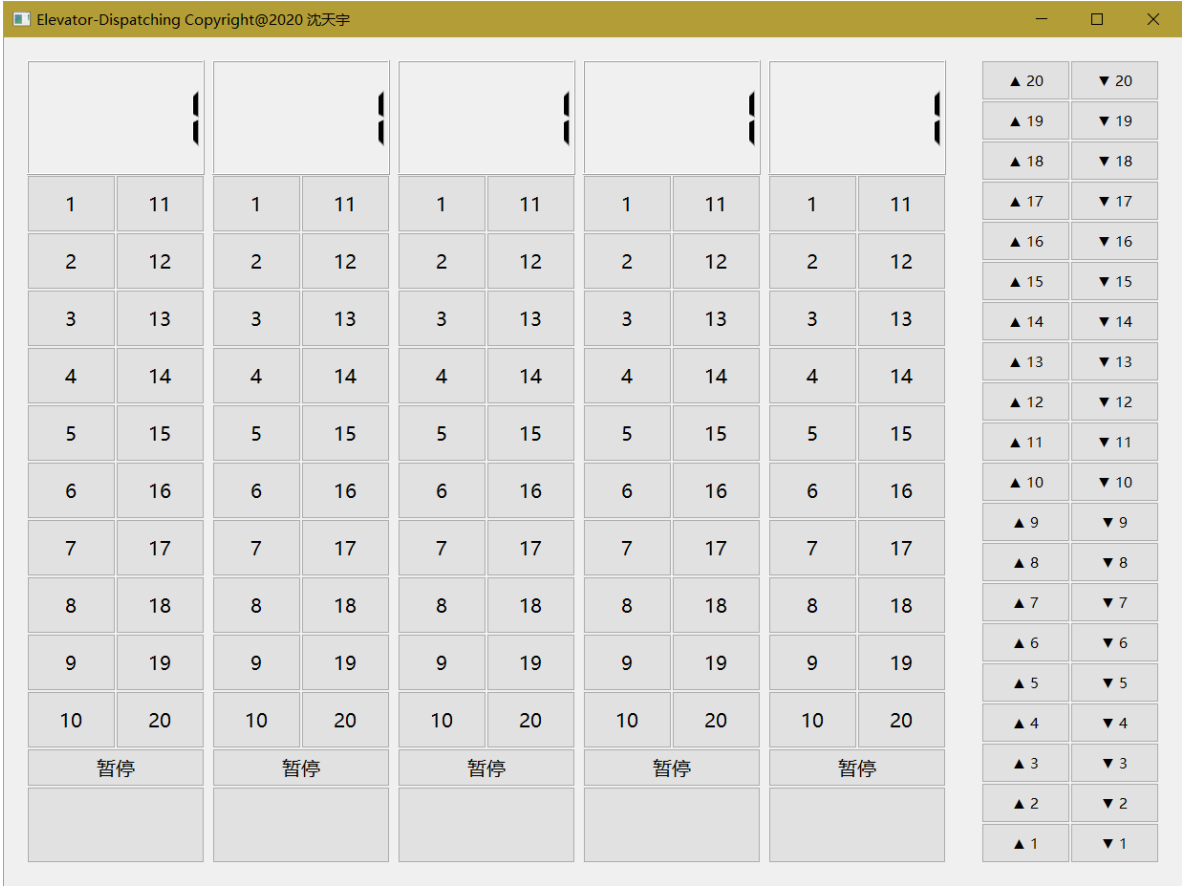 Elevator-Dispatching Copyright@2020 沈天宇
1 1 1 1 1
▲ 20 ▼ 20
▲ 19 ▼ 19
▲ 18 ▼ 18
▲ 17 ▼ 17
▲ 16 ▼ 16
▲ 15 ▼ 15
▲ 14 ▼ 14
▲ 13 ▼ 13
▲ 12 ▼ 12
▲ 11 ▼ 11
▲ 10 ▼ 10
▲ 9 ▼ 9
▲ 8 ▼ 8
▲ 7 ▼ 7
▲ 6 ▼ 6
▲ 5 ▼ 5
▲ 4 ▼ 4
▲ 3 ▼ 3
▲ 2 ▼ 2
▲ 1 ▼ 1
1 11 1 11 1 11 1 11 1 11
2 12 2 12 2 12 2 12 2 12
3 13 3 13 3 13 3 13 3 13
4 14 4 14 4 14 4 14 4 14
5 15 5 15 5 15 5 15 5 15
6 16 6 16 6 16 6 16 6 16
7 17 7 17 7 17 7 17 7 17
8 18 8 18 8 18 8 18 8 18
9 19 9 19 9 19 9 19 9 19
10 20 10 20 10 20 10 20 10 20
暂停 暂停 暂停 暂停 暂停